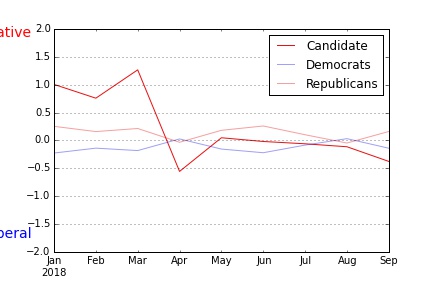 ative
2.0
1.5
1.0
0.5
0.0
−0.5
−1.0
−1.5
−2.0
beral
Candidate
Democrats
Republicans
Jan Feb Mar Apr May Jun Jul Aug Sep
2018